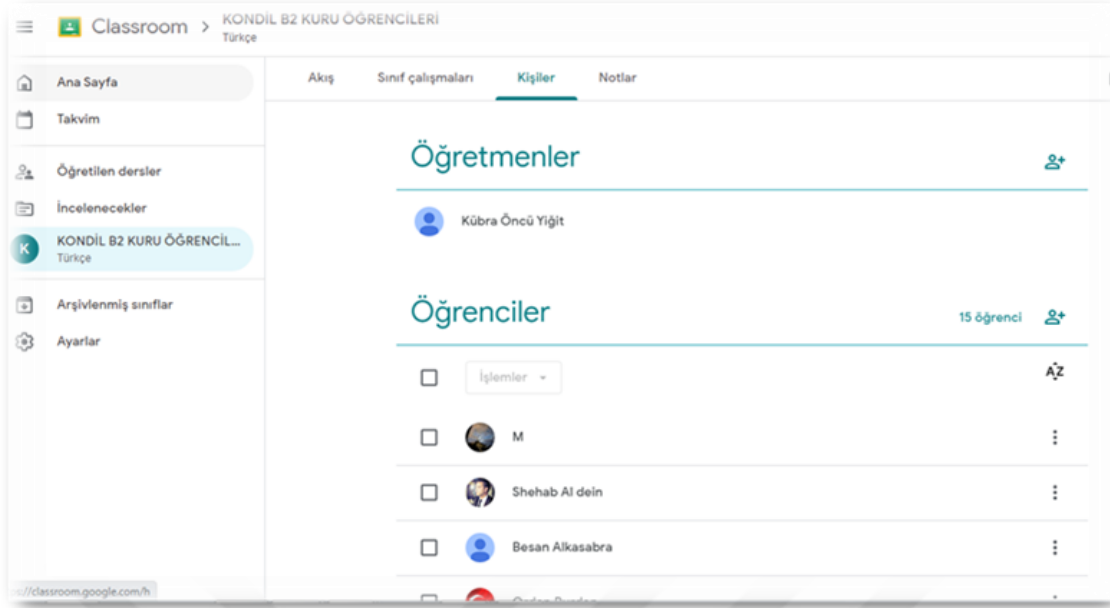 Classroom > KONDİL B2 KURU ÖĞRENCİLERİ
Türkçe
Ana Sayfa
Takvim
Öğretilen dersler
İncelenecekler
K KONDİL B2 KURU ÖĞRENCİL...
Türkçe
Arşivlenmiş sınıflar
Ayarlar
Akış Sınıf çalışmaları Kişiler Notlar
Öğretmenler
Kübra Öncü Yiğit
Öğrenciler
15 öğrenci
İşlemler
AZ
M
Shehab Al dein
Besan Alkasabra
s://classroom.google.com/h